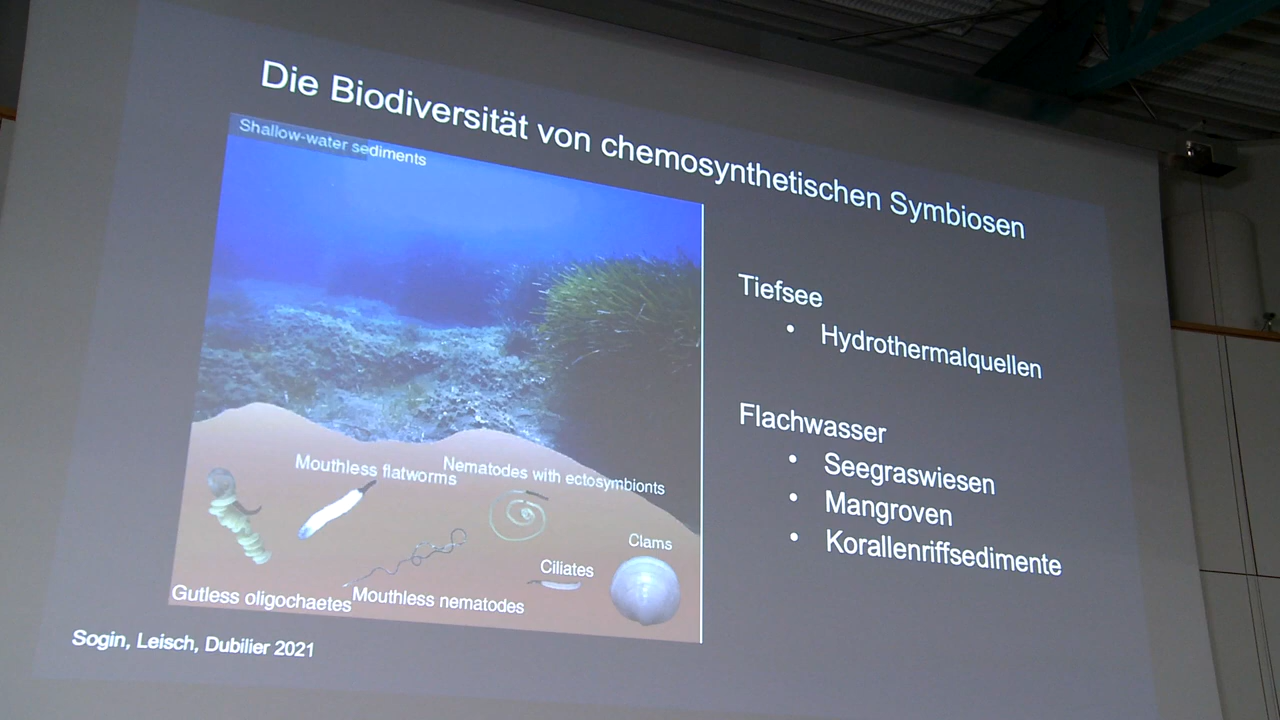 Die Biodiversität von chemosynthetischen Symbiosen
Shallow-water sediments
Mouthless flatworms
Nematodes with ectosymbionts
Clams
Ciliates
Gutless oligochaetes
Mouthless nematodes
Sogin, Leisch, Dubilier 2021
Tiefsee
• Hydrothermalquellen
Flachwasser
• Seegraswiesen
• Mangroven
• Korallenriffsedimente